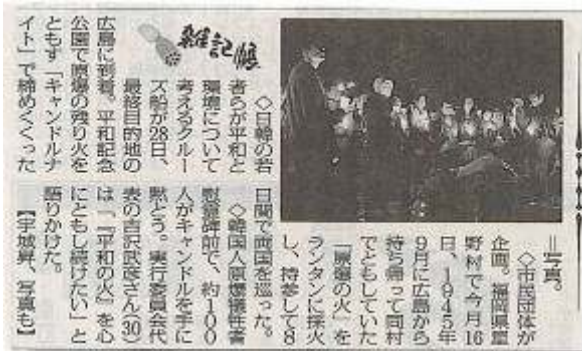 雑記帳
◇日韓の若
者らが平和と
環境について
考えるクルー
ズ船が28日、
最終目的地の
広島に到着。平和記念
公園で原爆の残り火を
ともす「キャンドルナ
イト」で締めくくった
=写真。
◇市民団体が
企画。福岡県星
野村で今月16
日、1945年
9月に広島から
持ち帰って同村
でともしていた
「原爆の火」を
ランタンに採火
し、持参して8
日間で両国を巡った。
◇韓国人原爆犠牲者
慰霊碑前で、約100
人がキャンドルを手に
黙とう。実行委員会代
表の吉沢武彦さん(30)
は、「『平和の火』を心
にともし続けたい」と
語りかけた。
【宇城昇、写真も】